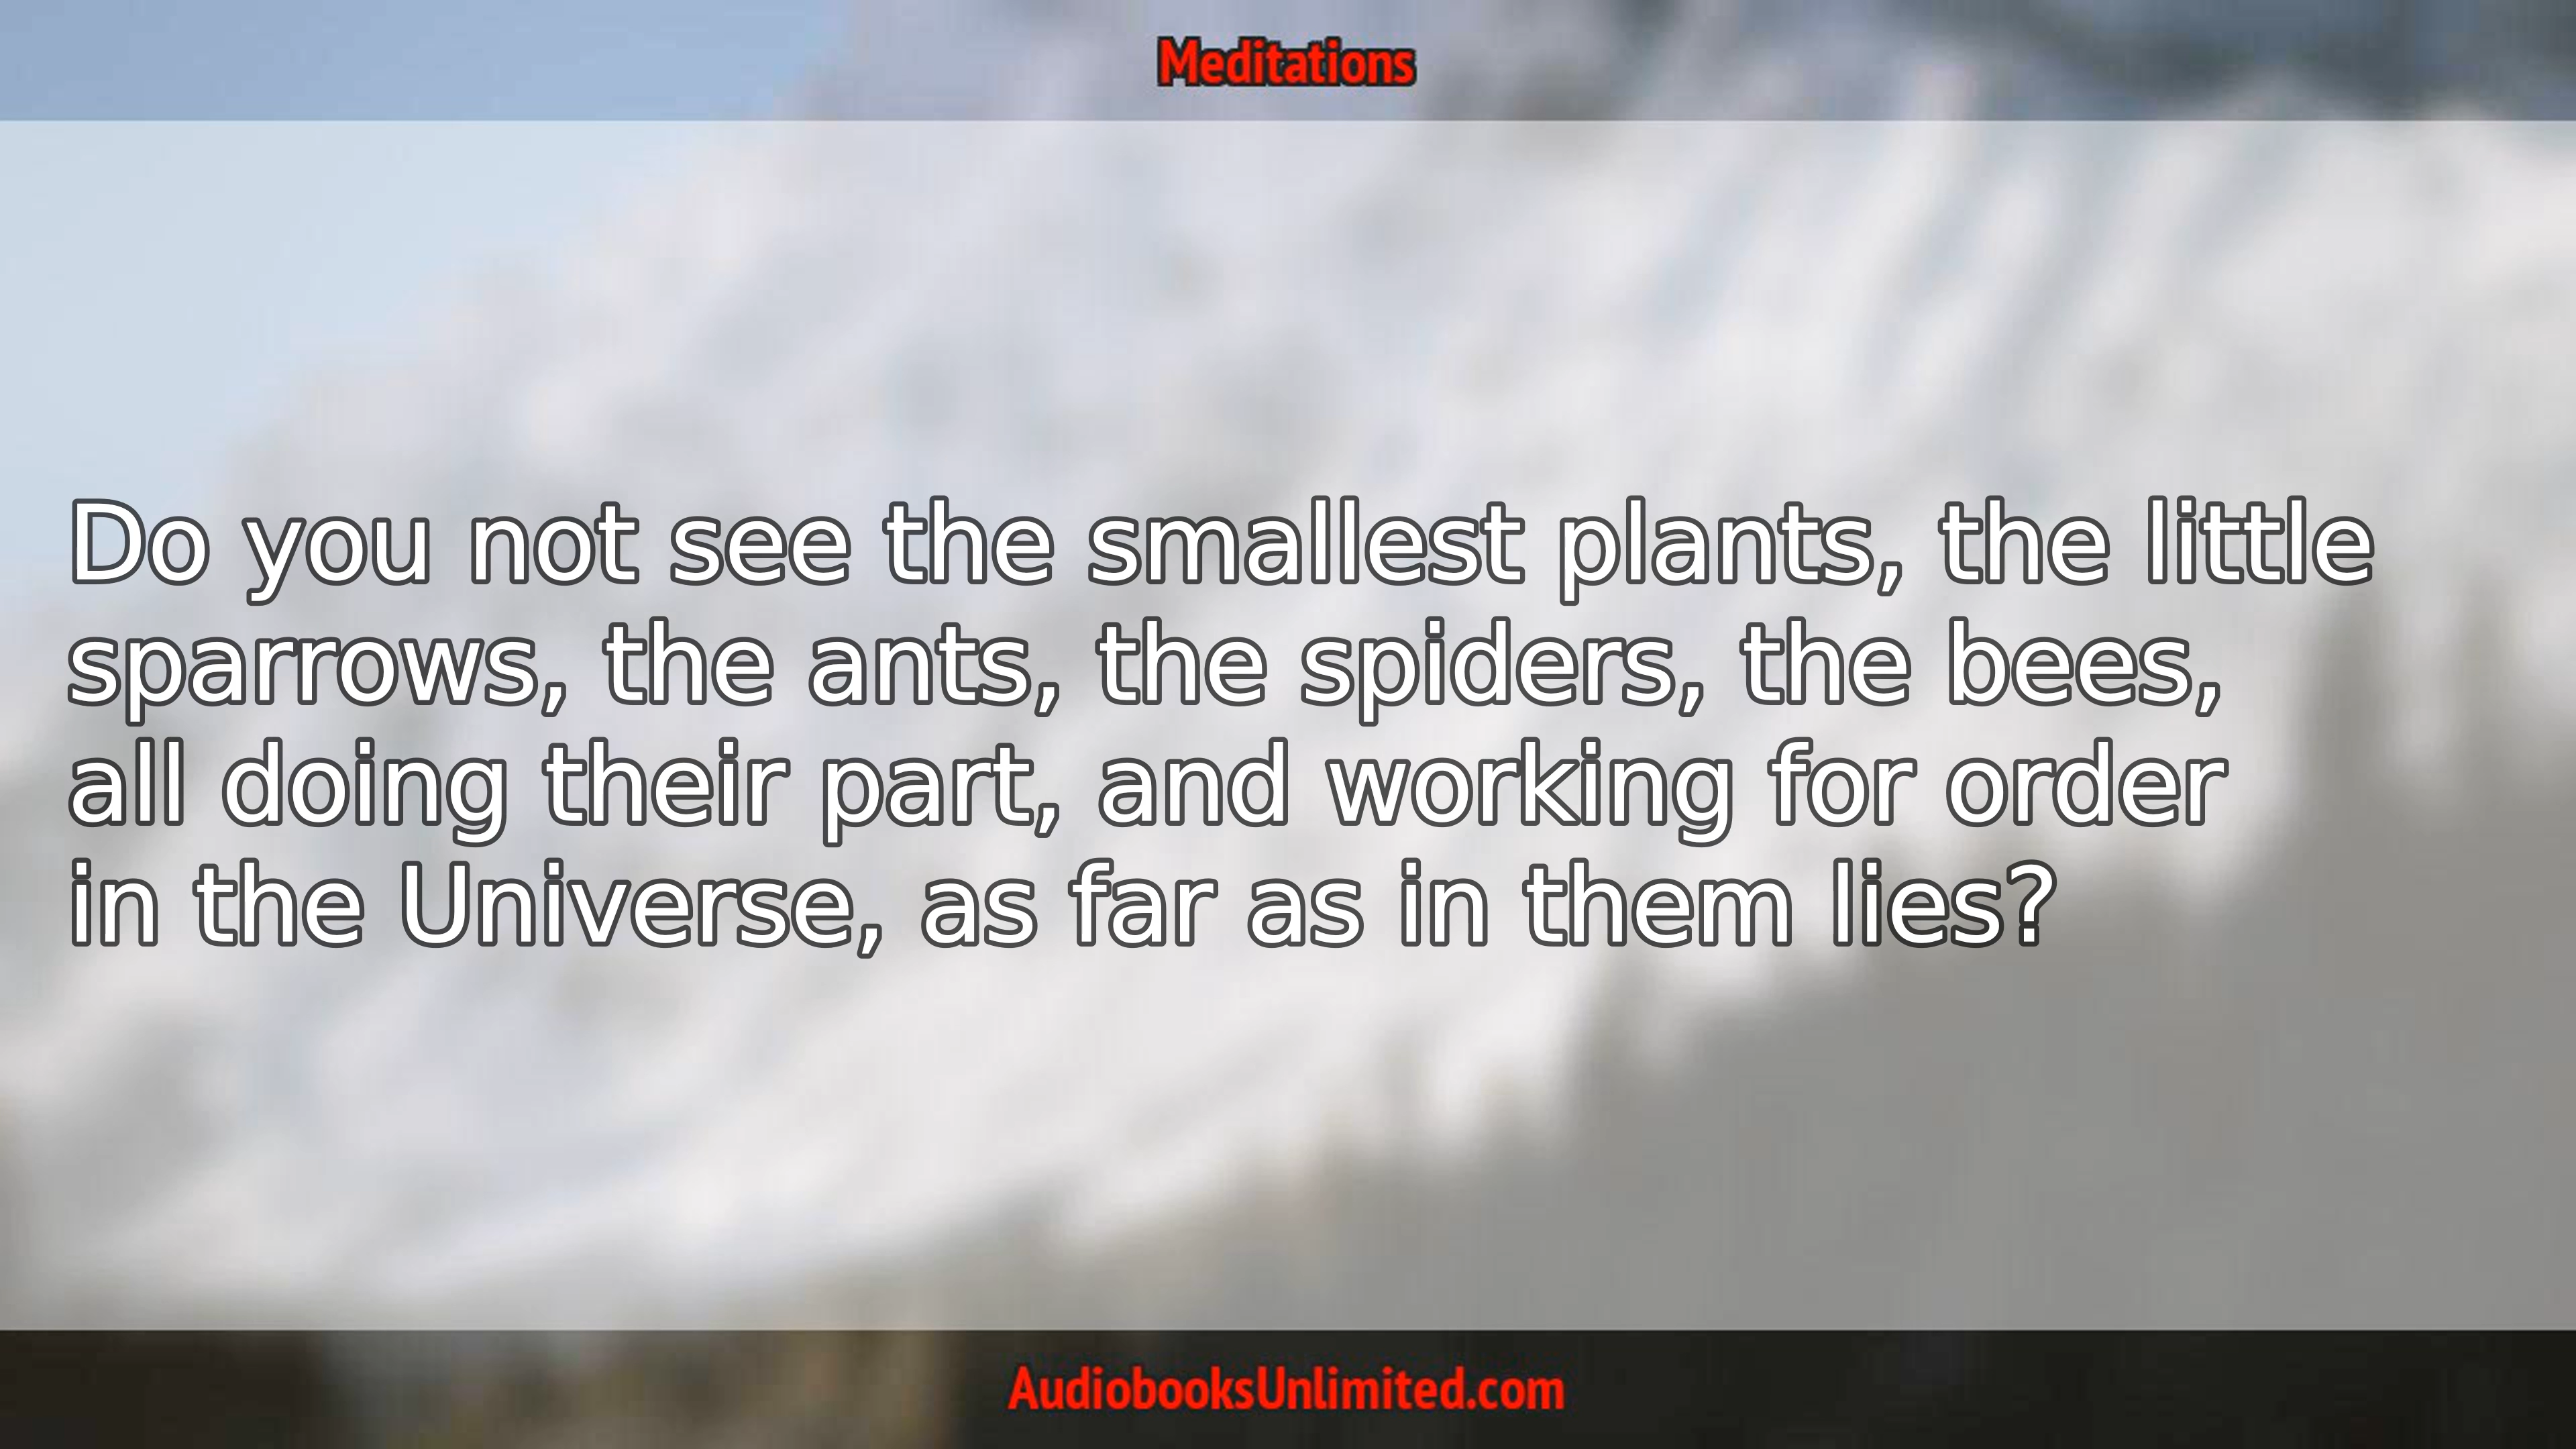 Meditations
Do you not see the smallest plants, the little
sparrows, the ants, the spiders, the bees,
all doing their part, and working for order
in the Universe, as far as in them lies?
AudiobooksUnlimited.com